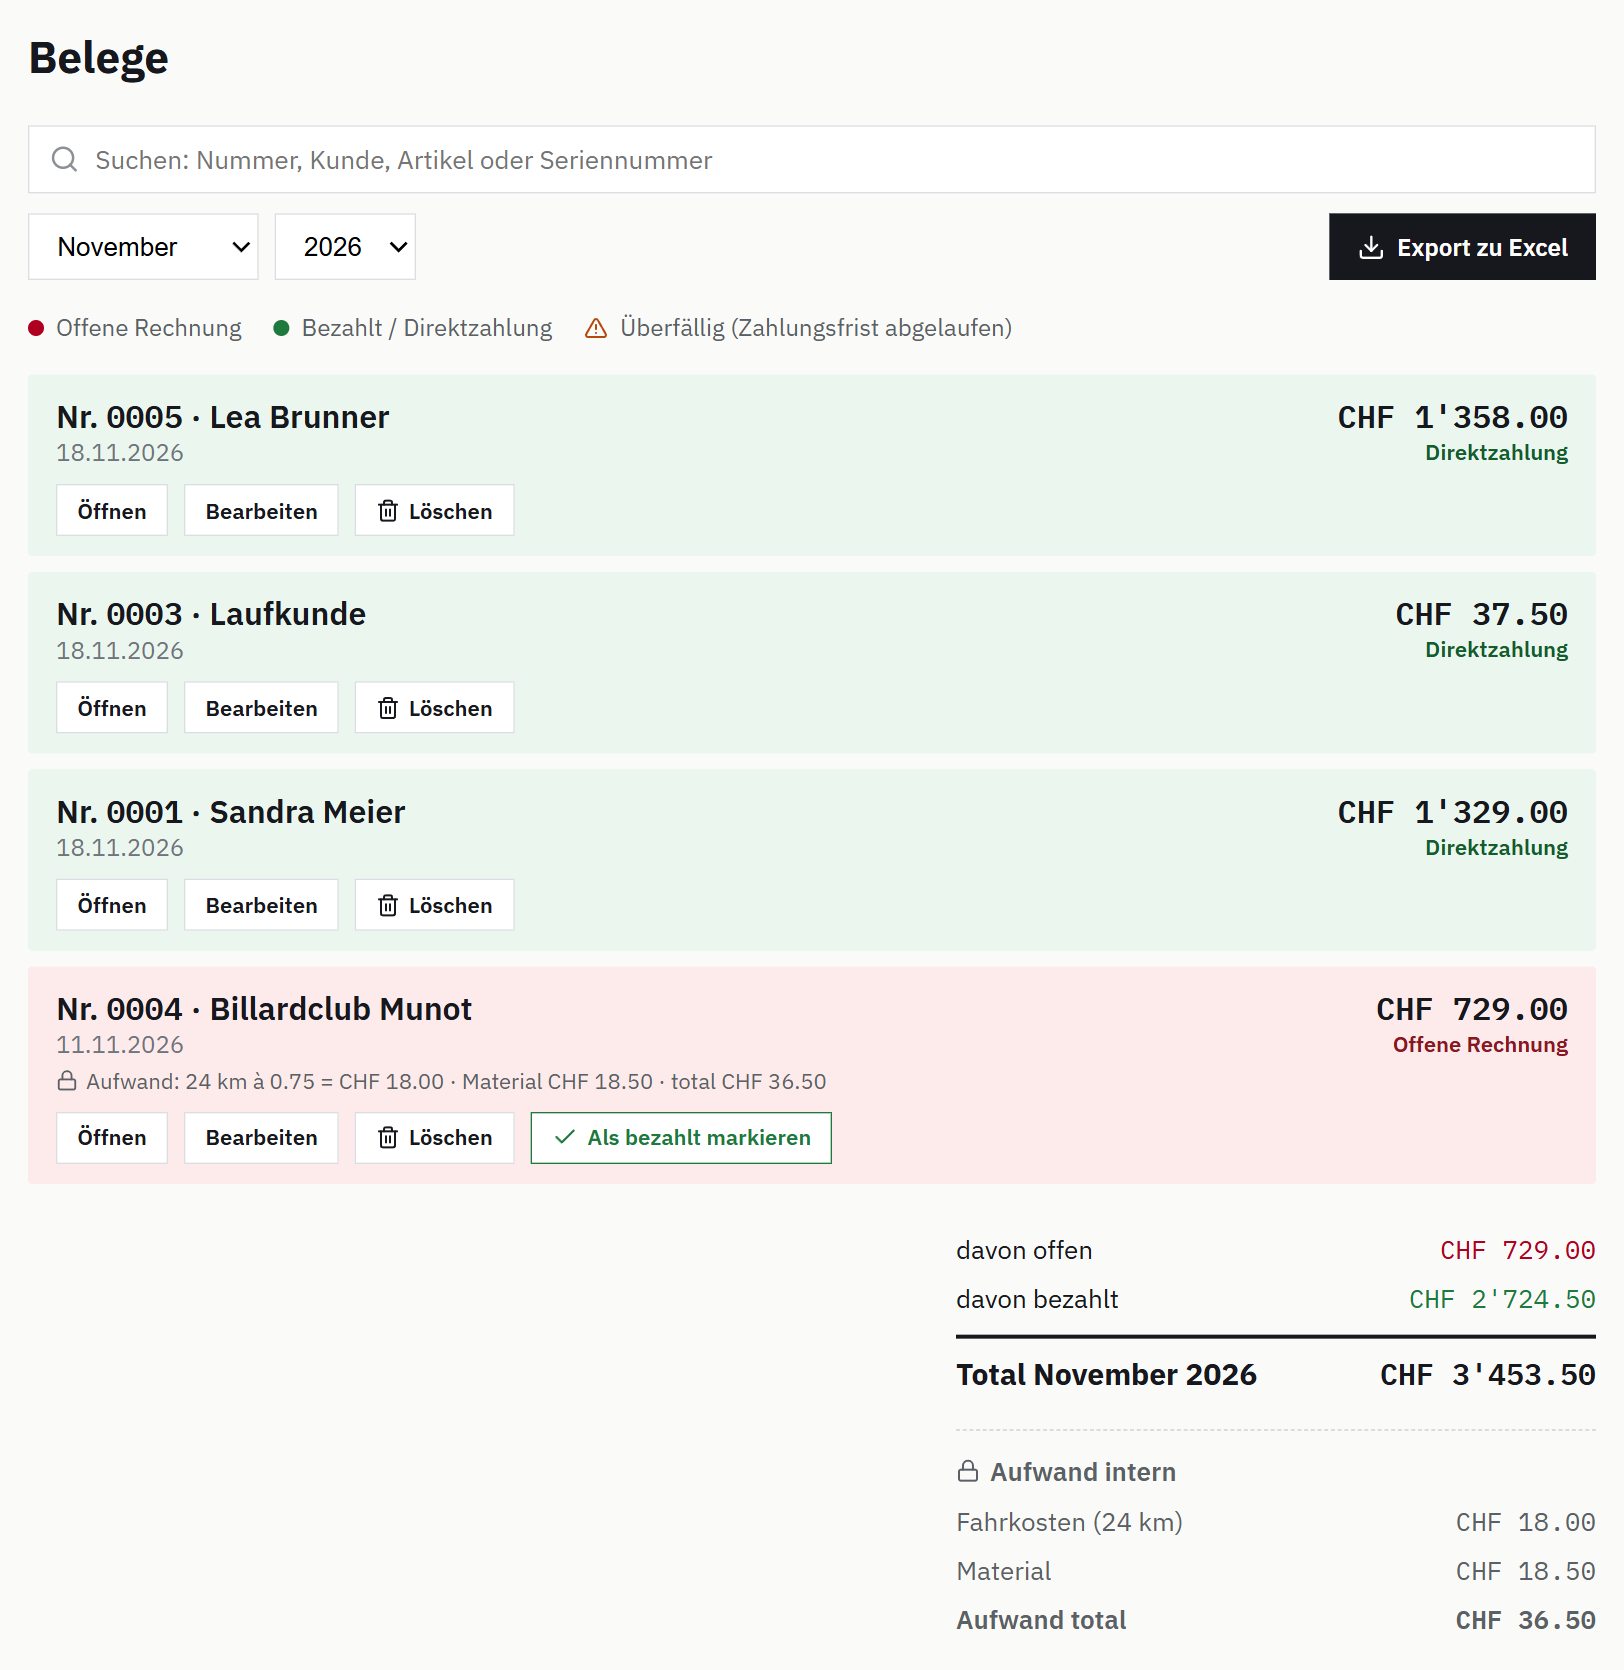 Belege
Suchen: Nummer, Kunde, Artikel oder Seriennummer
November 2026 Export zu Excel
Offene Rechnung Bezahlt / Direktzahlung Überfällig (Zahlungsfrist abgelaufen)
Nr. 0005 · Lea Brunner CHF 1'358.00
18.11.2026 Direktzahlung
Öffnen Bearbeiten Löschen
Nr. 0003 · Laufkunde CHF 37.50
18.11.2026 Direktzahlung
Öffnen Bearbeiten Löschen
Nr. 0001 · Sandra Meier CHF 1'329.00
18.11.2026 Direktzahlung
Öffnen Bearbeiten Löschen
Nr. 0004 · Billardclub Munot CHF 729.00
11.11.2026 Offene Rechnung
Aufwand: 24 km à 0.75 = CHF 18.00 · Material CHF 18.50 · total CHF 36.50
Öffnen Bearbeiten Löschen Als bezahlt markieren
davon offen CHF 729.00
davon bezahlt CHF 2'724.50
Total November 2026 CHF 3'453.50
Aufwand intern
Fahrkosten (24 km) CHF 18.00
Material CHF 18.50
Aufwand total CHF 36.50